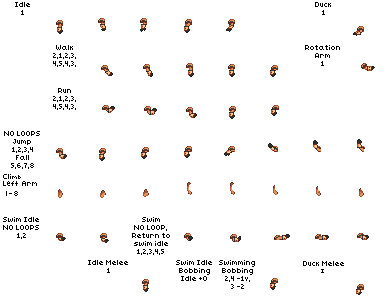 Idle
1
Duck
1
Walk
2,1,2,3,
4,5,4,3,
Rotation
Arm
1
Run
2,1,2,3,
4,5,4,3,
NO LOOPS
Jump
1,2,3,4
Fall
5,6,7,8
Climb
Left Arm
1-8
Swim Idle
NO LOOPS
1,2
Swim
NO LOOP,
Return to
swim idle
1,2,3,4,5
Swim Idle
Bobbing
Idle +0
Swimming
Bobbing
2,4 -1v,
3 -2
Idle Melee
1
Duck Melee
1